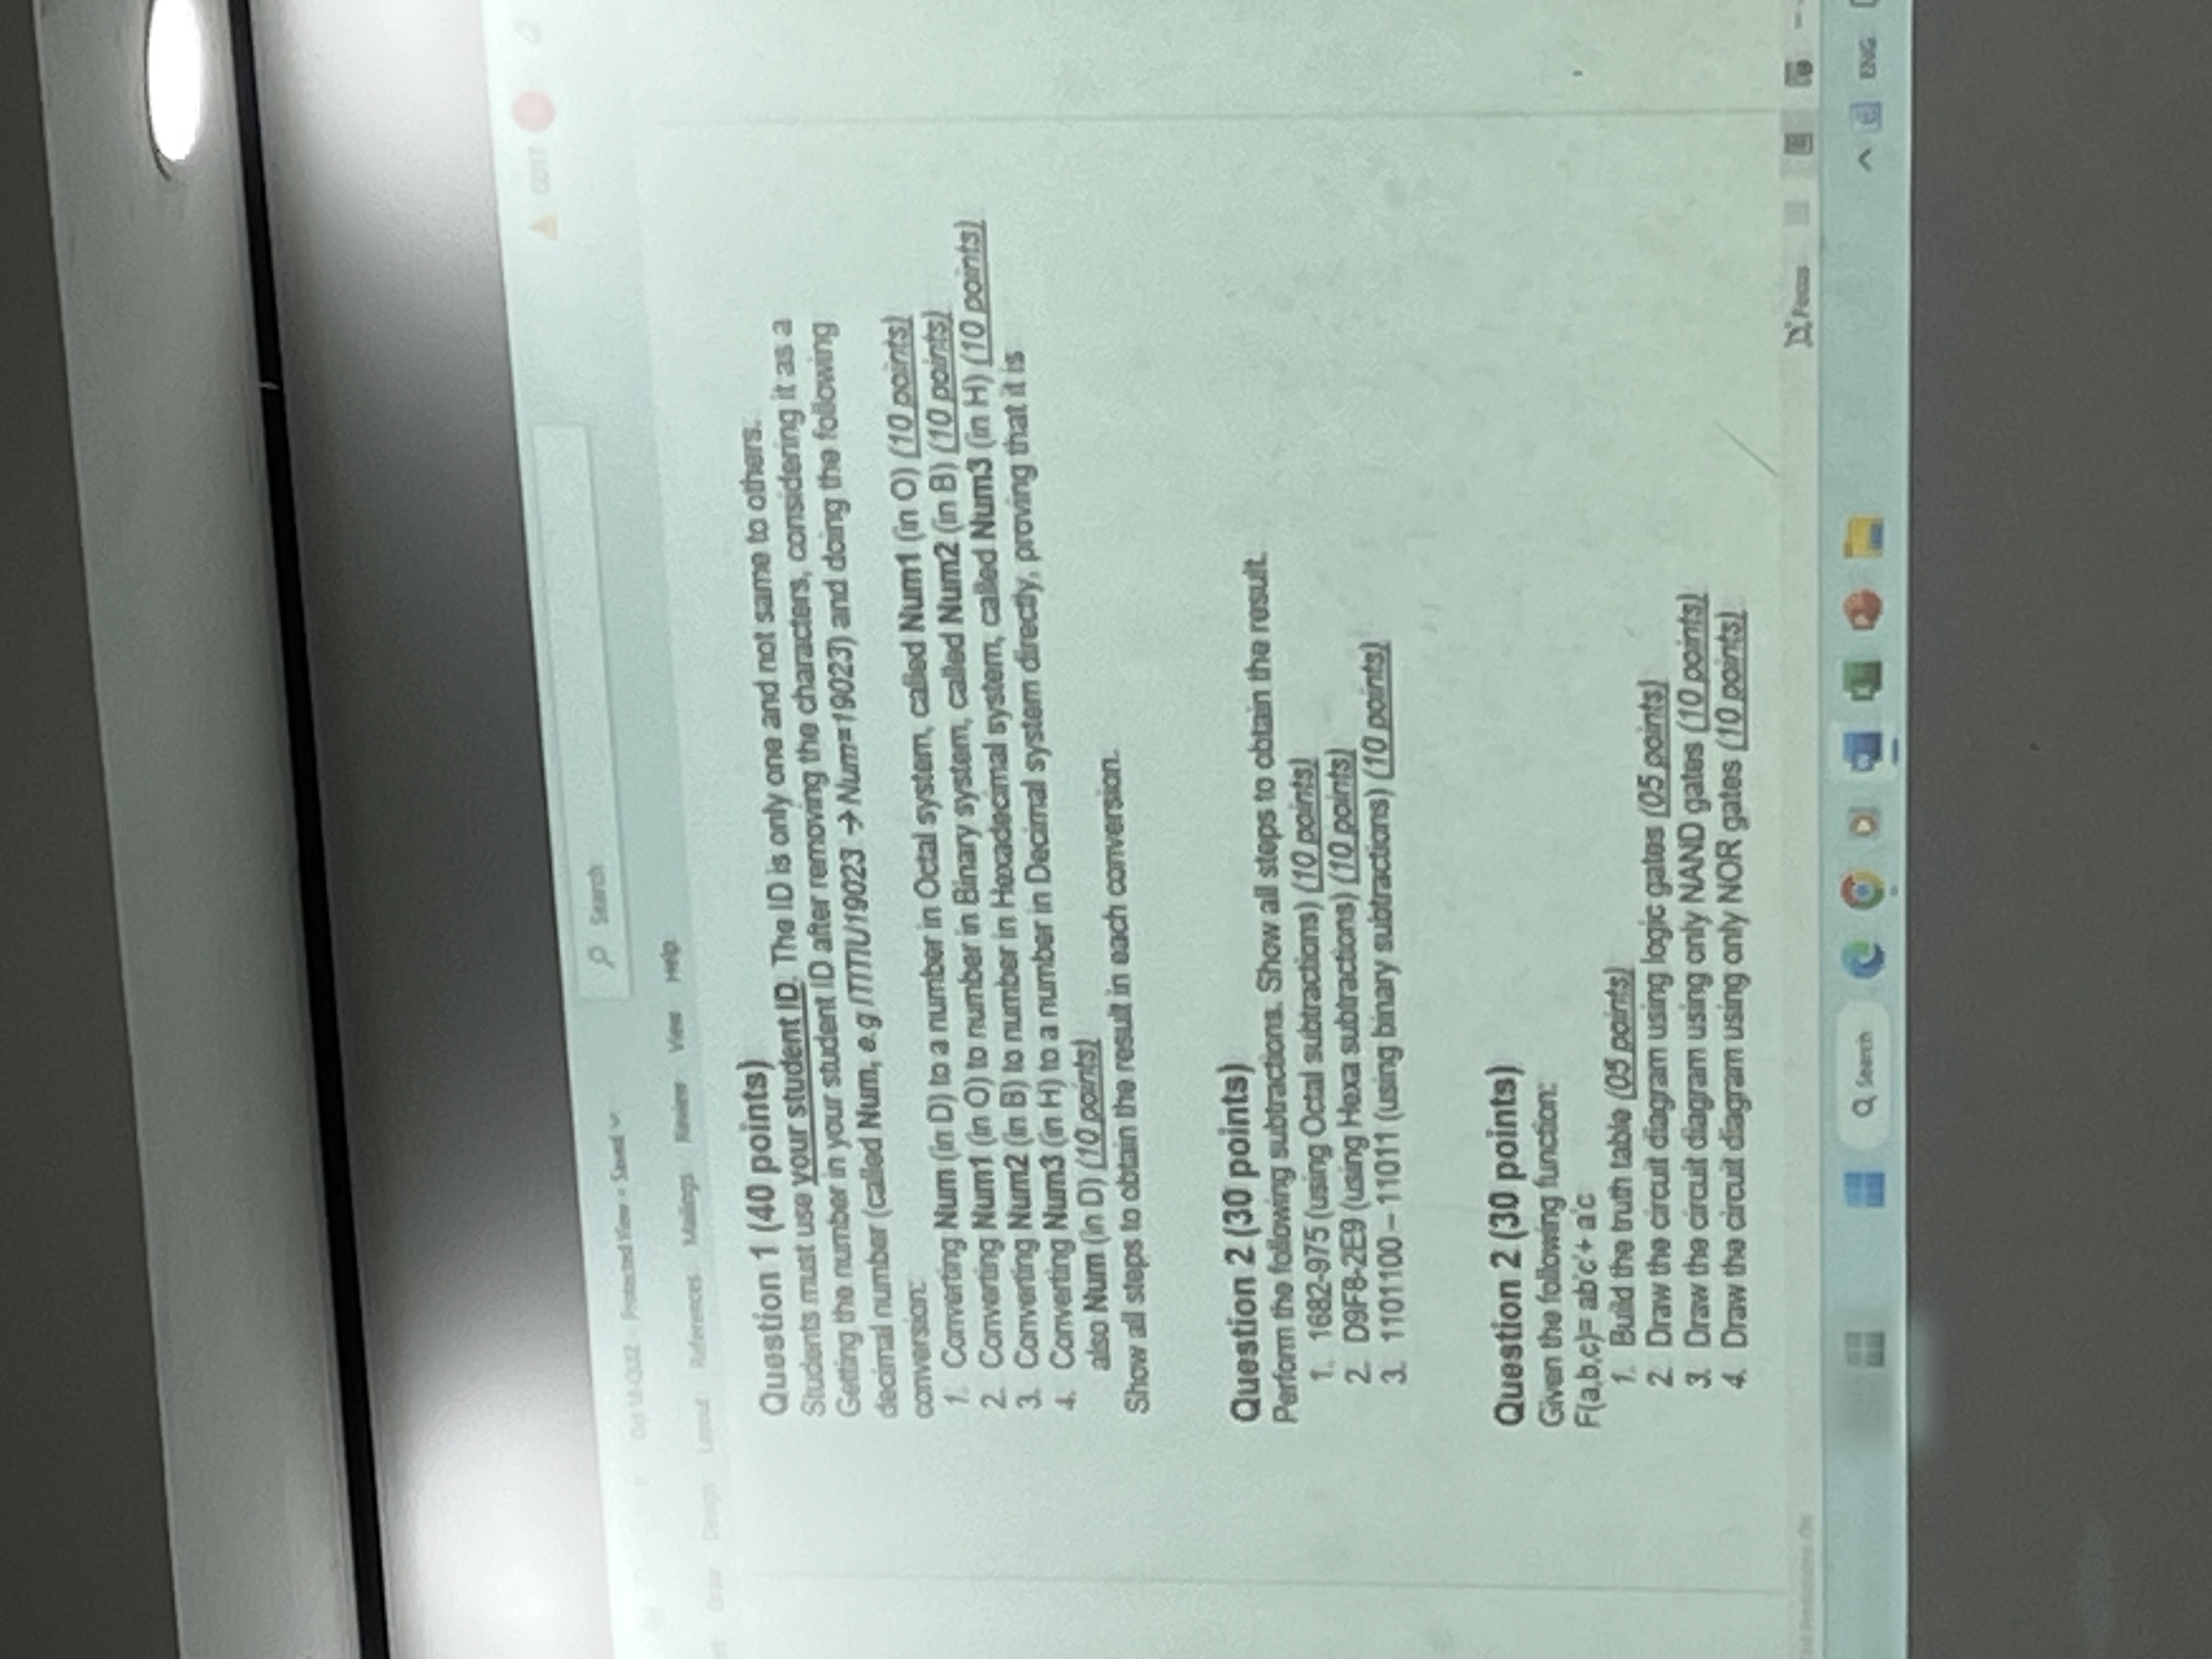 Protected View • Saved
Search
Layout References Mailings Review View Help
Question 1 (40 points)
Students must use your student ID. The ID is only one and not same to others.
Getting the number in your student ID after removing the characters, considering it as a
decimal number (called Num, e.g ITITIU19023 → Num=19023) and doing the following
conversion:
1. Converting Num (in D) to a number in Octal system, called Num1 (in O) (10 points)
2. Converting Num1 (in O) to number in Binary system, called Num2 (in B) (10 points)
3. Converting Num2 (in B) to number in Hexadecimal system, called Num3 (in H) (10 points)
4. Converting Num3 (in H) to a number in Decimal system directly, proving that it is
also Num (in D) (10 points)
Show all steps to obtain the result in each conversion.
Question 2 (30 points)
Perform the following subtractions. Show all steps to obtain the result.
1. 1682-975 (using Octal subtractions) (10 points)
2. D9F8-2E9 (using Hexa subtractions) (10 points)
3. 1101100 – 11011 (using binary subtractions) (10 points)
Question 2 (30 points)
Given the following function:
F(a,b,c)= ab'c'+ a'c
1. Build the truth table (05 points)
2. Draw the circuit diagram using logic gates (05 points)
3. Draw the circuit diagram using only NAND gates (10 points)
4. Draw the circuit diagram using only NOR gates (10 points)
Focus
Search
ENG